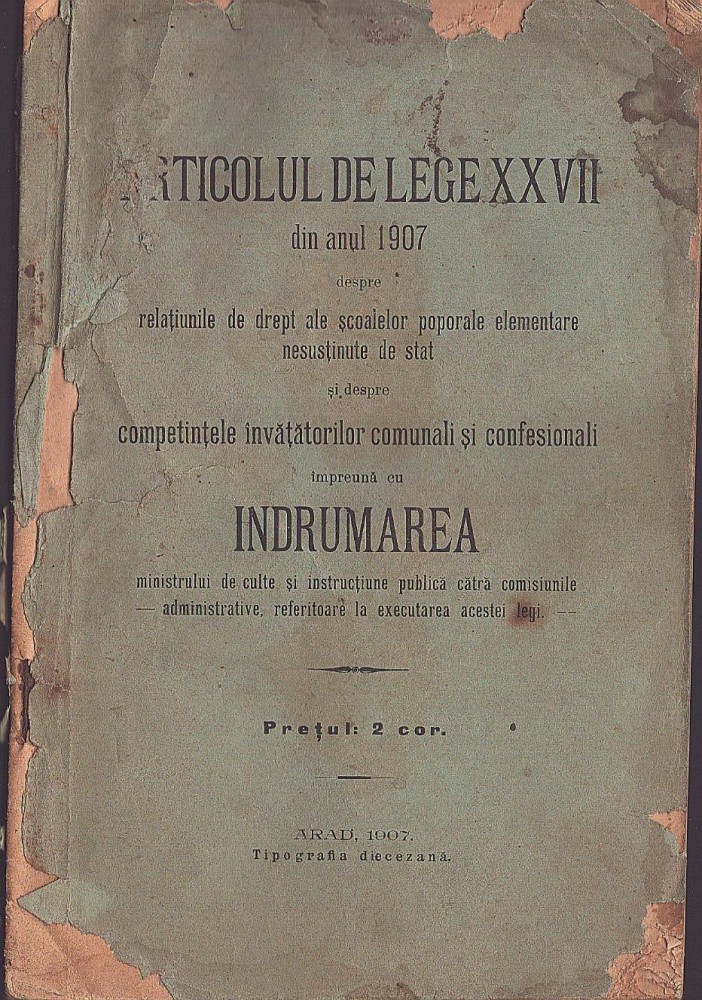 ARTICOLUL DE LEGE XXVII
din anul 1907
despre
relațiunile de drept ale școalelor poporale elementare
nesusținute de stat
și despre
competințele învățătorilor comunali și confesionali
împreună cu
INDRUMAREA
ministrului de culte și instrucțiune publică cătră comisiunile
— administrative, referitoare la executarea acestei legi. —
Prețul: 2 cor.
ARAD, 1907.
Tipografia diecezană.